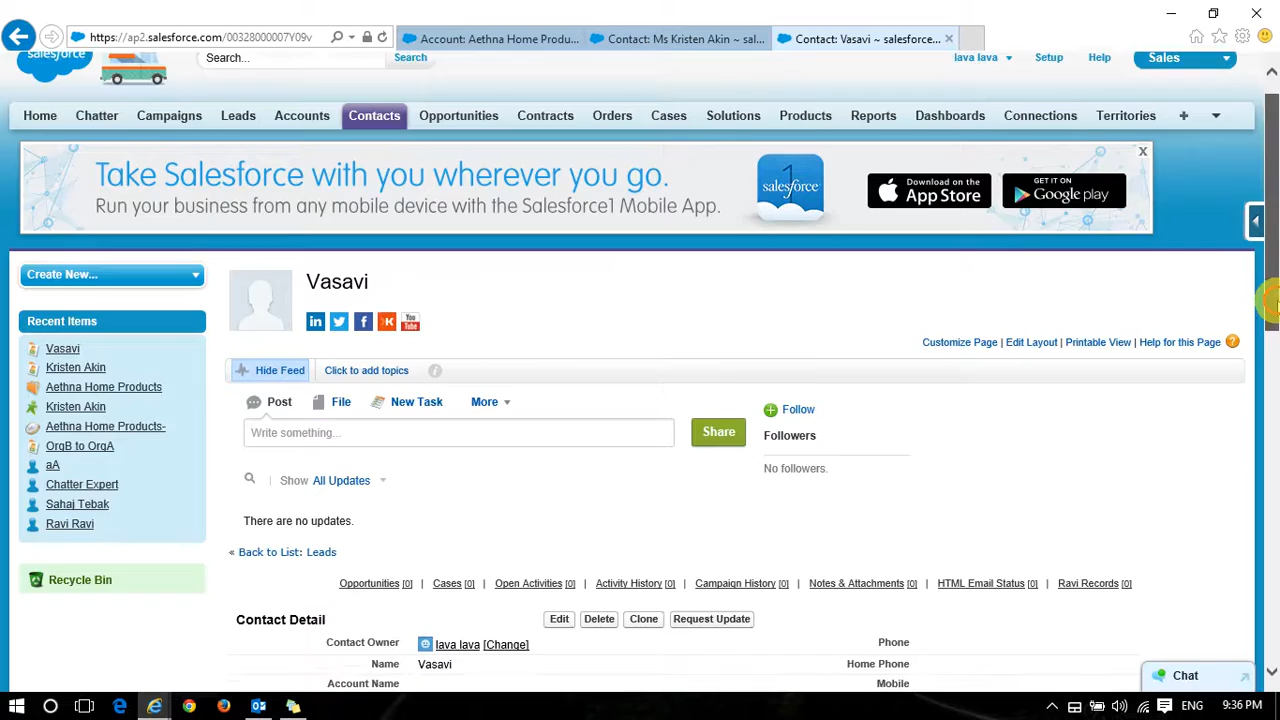 https://ap2.salesforce.com/00328000007Y09v
Account: Aethna Home Produ...
Contact: Ms Kristen Akin ~ sal...
Contact: Vasavi ~ salesforce...
salesforce
Search...
Search
lava lava
Setup
Help
Sales
Home
Chatter
Campaigns
Leads
Accounts
Contacts
Opportunities
Contracts
Orders
Cases
Solutions
Products
Reports
Dashboards
Connections
Territories
+
Take Salesforce with you wherever you go.
Run your business from any mobile device with the Salesforce1 Mobile App.
1
salesforce
Download on the
App Store
GET IT ON
Google play
X
Create New...
Vasavi
Recent Items
Vasavi
Kristen Akin
Aethna Home Products
Kristen Akin
Aethna Home Products-
OrgB to OrgA
aA
Chatter Expert
Sahaj Tebak
Ravi Ravi
Recycle Bin
in
f
You
Tube
Customize Page | Edit Layout | Printable View | Help for this Page ?
Hide Feed
Click to add topics
i
Post
File
New Task
More
Write something...
Share
Follow
Followers
No followers.
Show All Updates
There are no updates.
« Back to List: Leads
Opportunities [0] | Cases [0] | Open Activities [0] | Activity History [0] | Campaign History [0] | Notes & Attachments [0] | HTML Email Status [0] | Ravi Records [0]
Contact Detail
Edit
Delete
Clone
Request Update
Contact Owner
lava lava [Change]
Phone
Name
Vasavi
Home Phone
Account Name
Mobile
Chat
ENG
9:36 PM